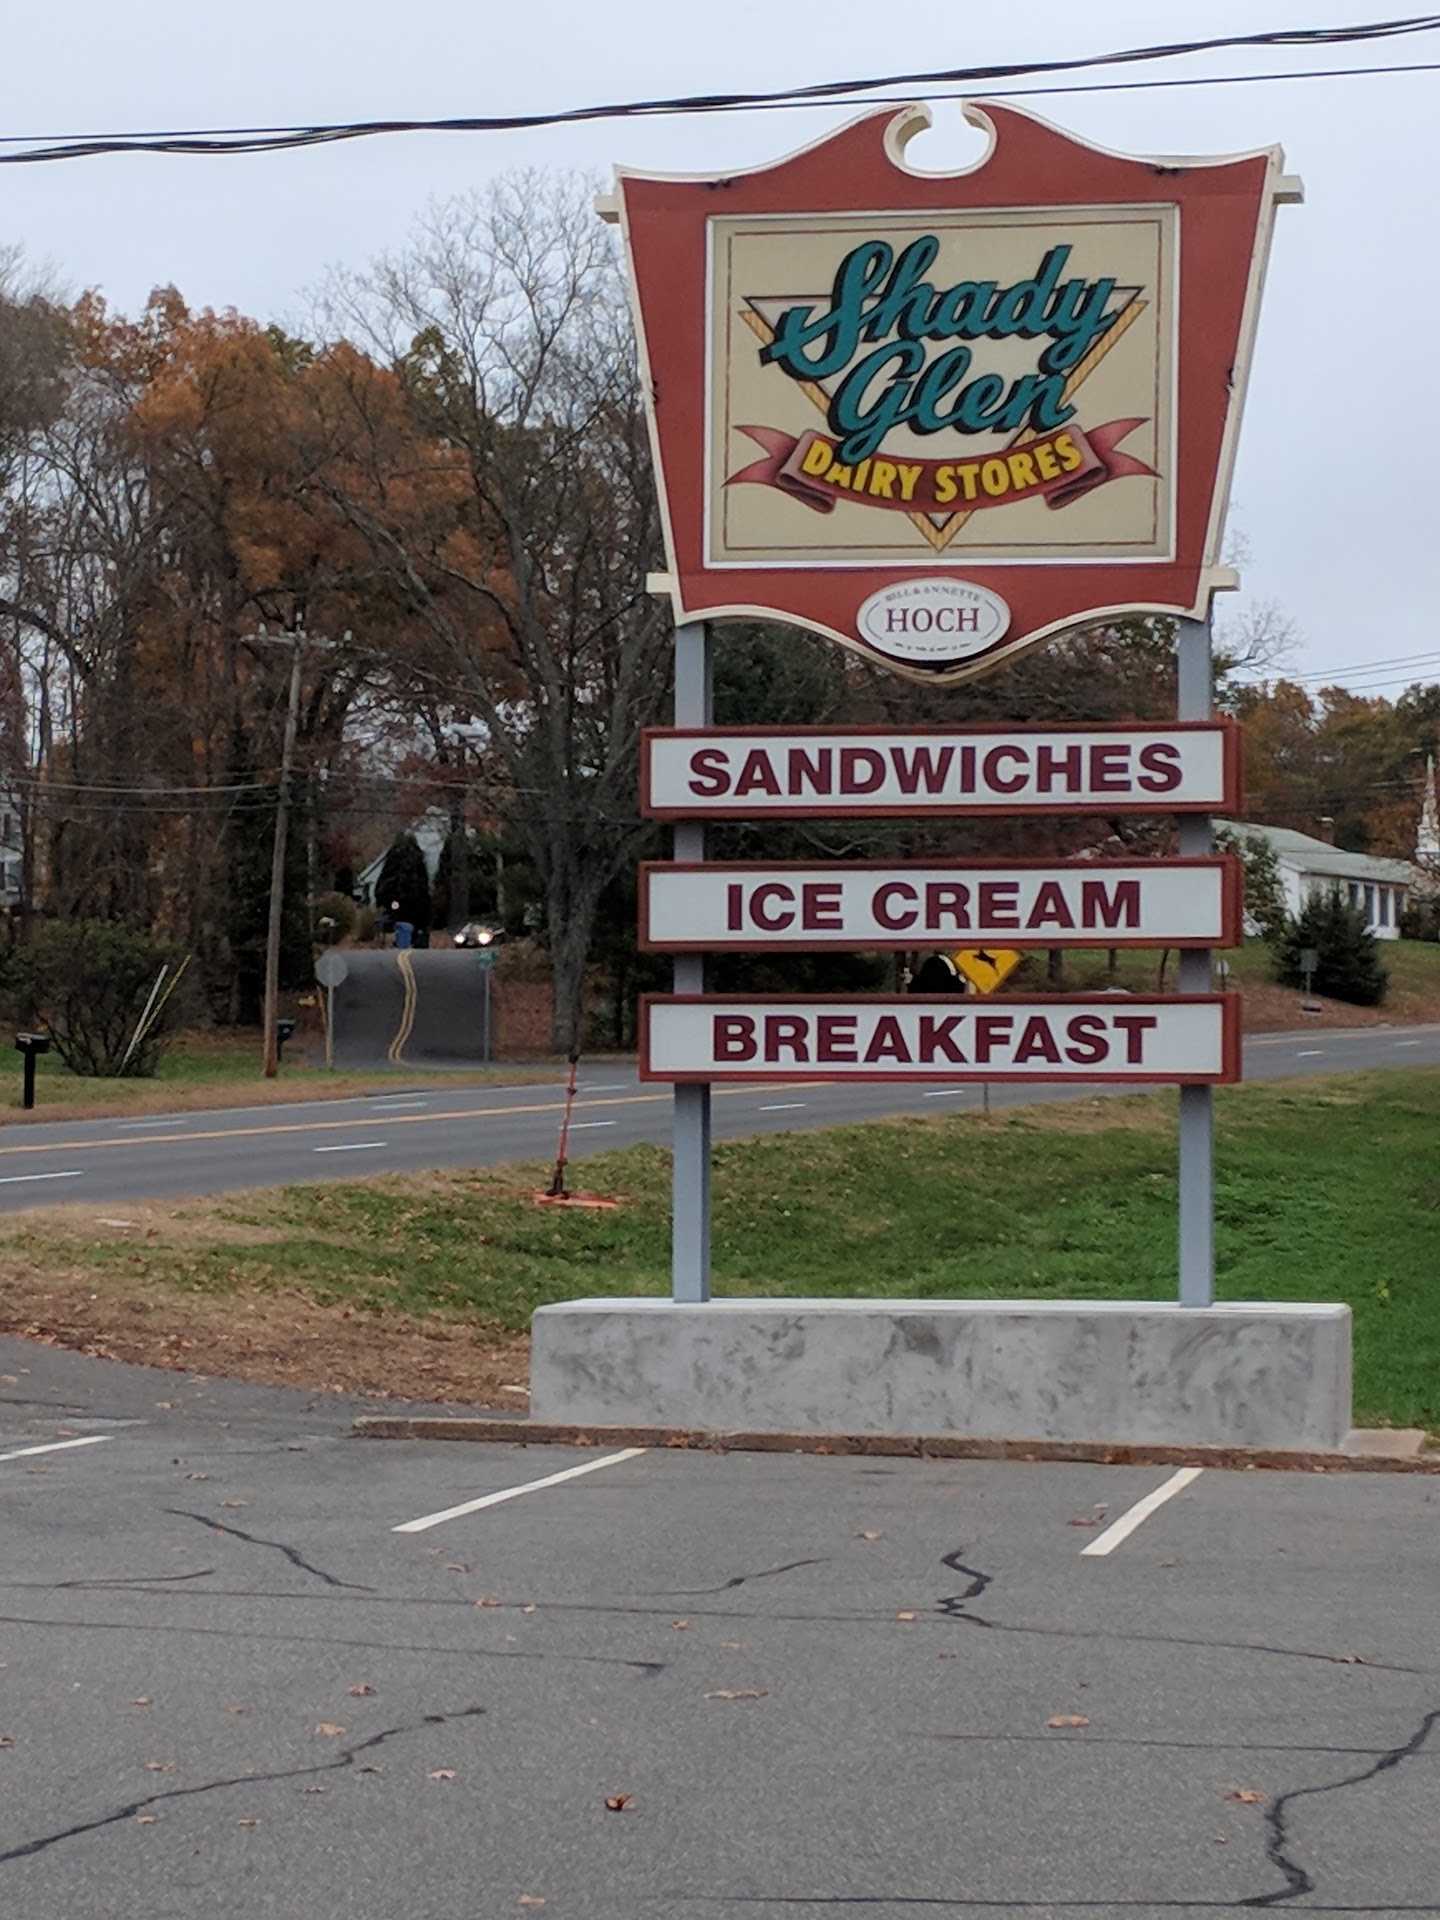 Shady
Glen
DAIRY STORES
BILL & ANNETTE
HOCH
SANDWICHES
ICE CREAM
BREAKFAST